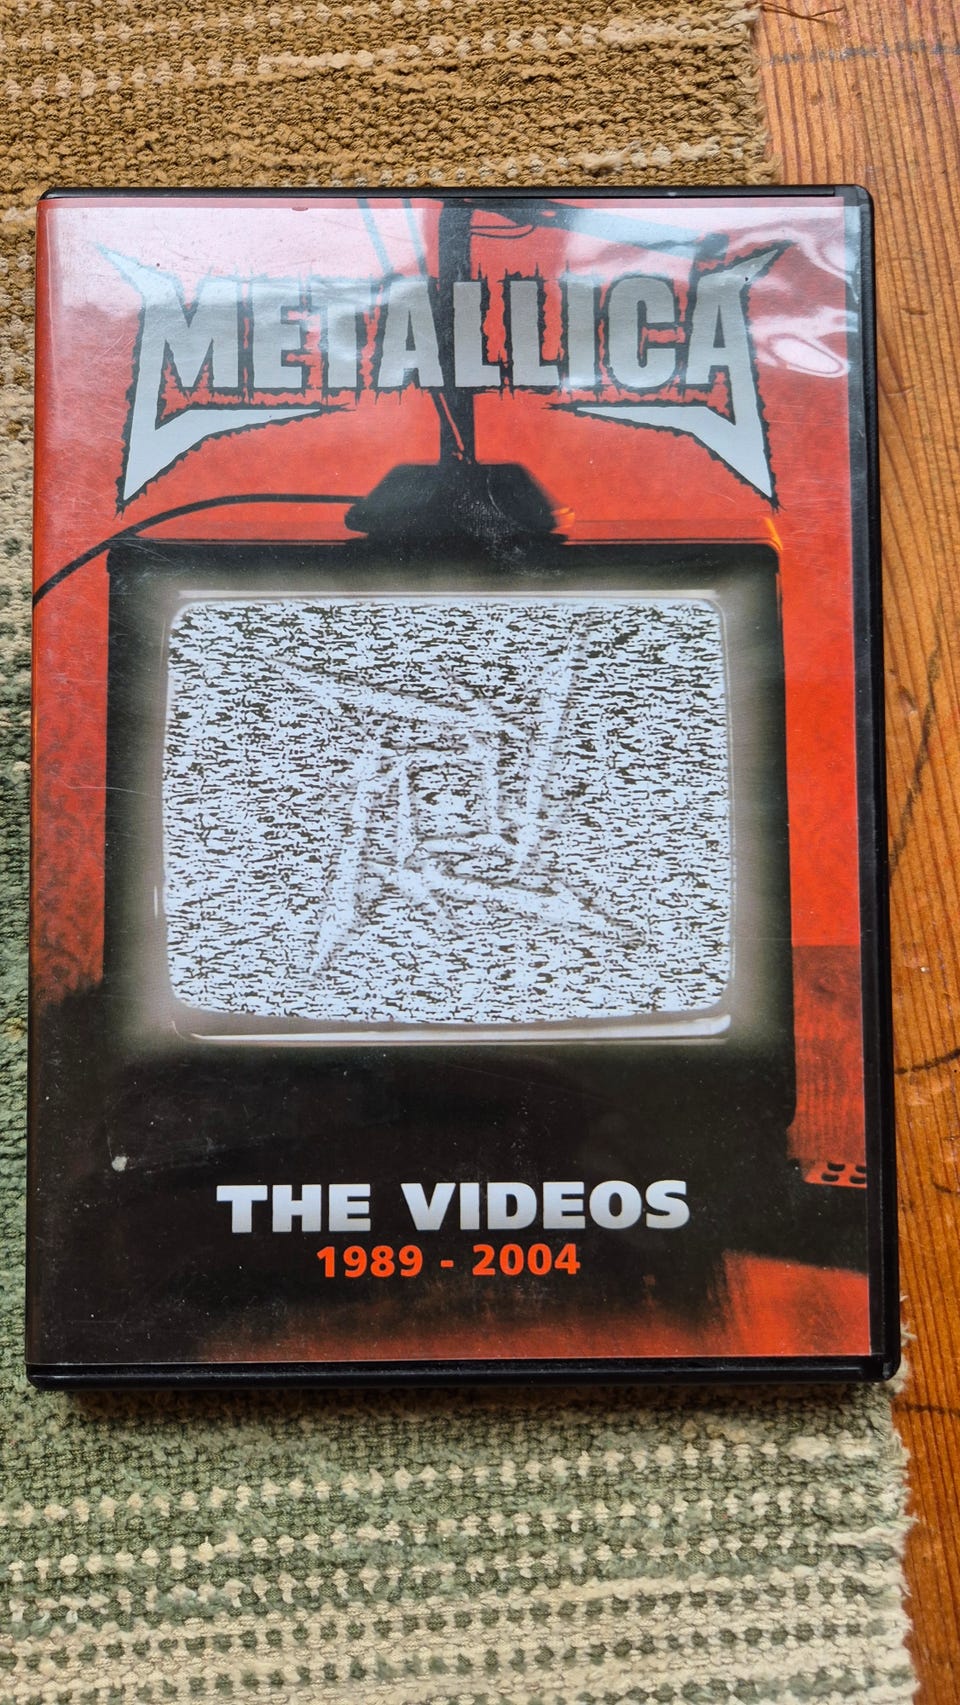 METALLICA
THE VIDEOS
1989 - 2004